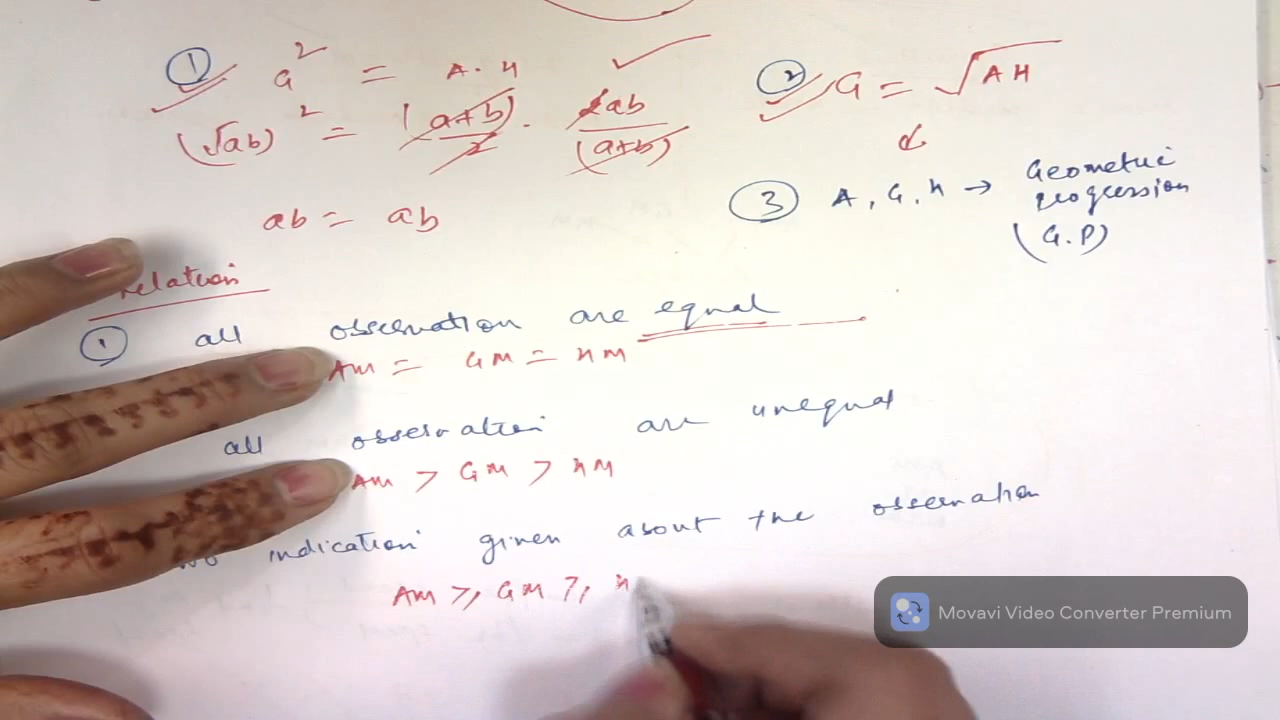 ① G² = A.H
(√ab)² = (a+b)/2 . 2ab/(a+b)
ab = ab
② G = √AH
③ A, G, H → Geometric
progression
(G.P)
Relation
① all observation are equal
AM = GM = HM
all observation are unequal
AM > GM > HM
No indication given about the observation
AM ≥ GM ≥ H
Movavi Video Converter Premium